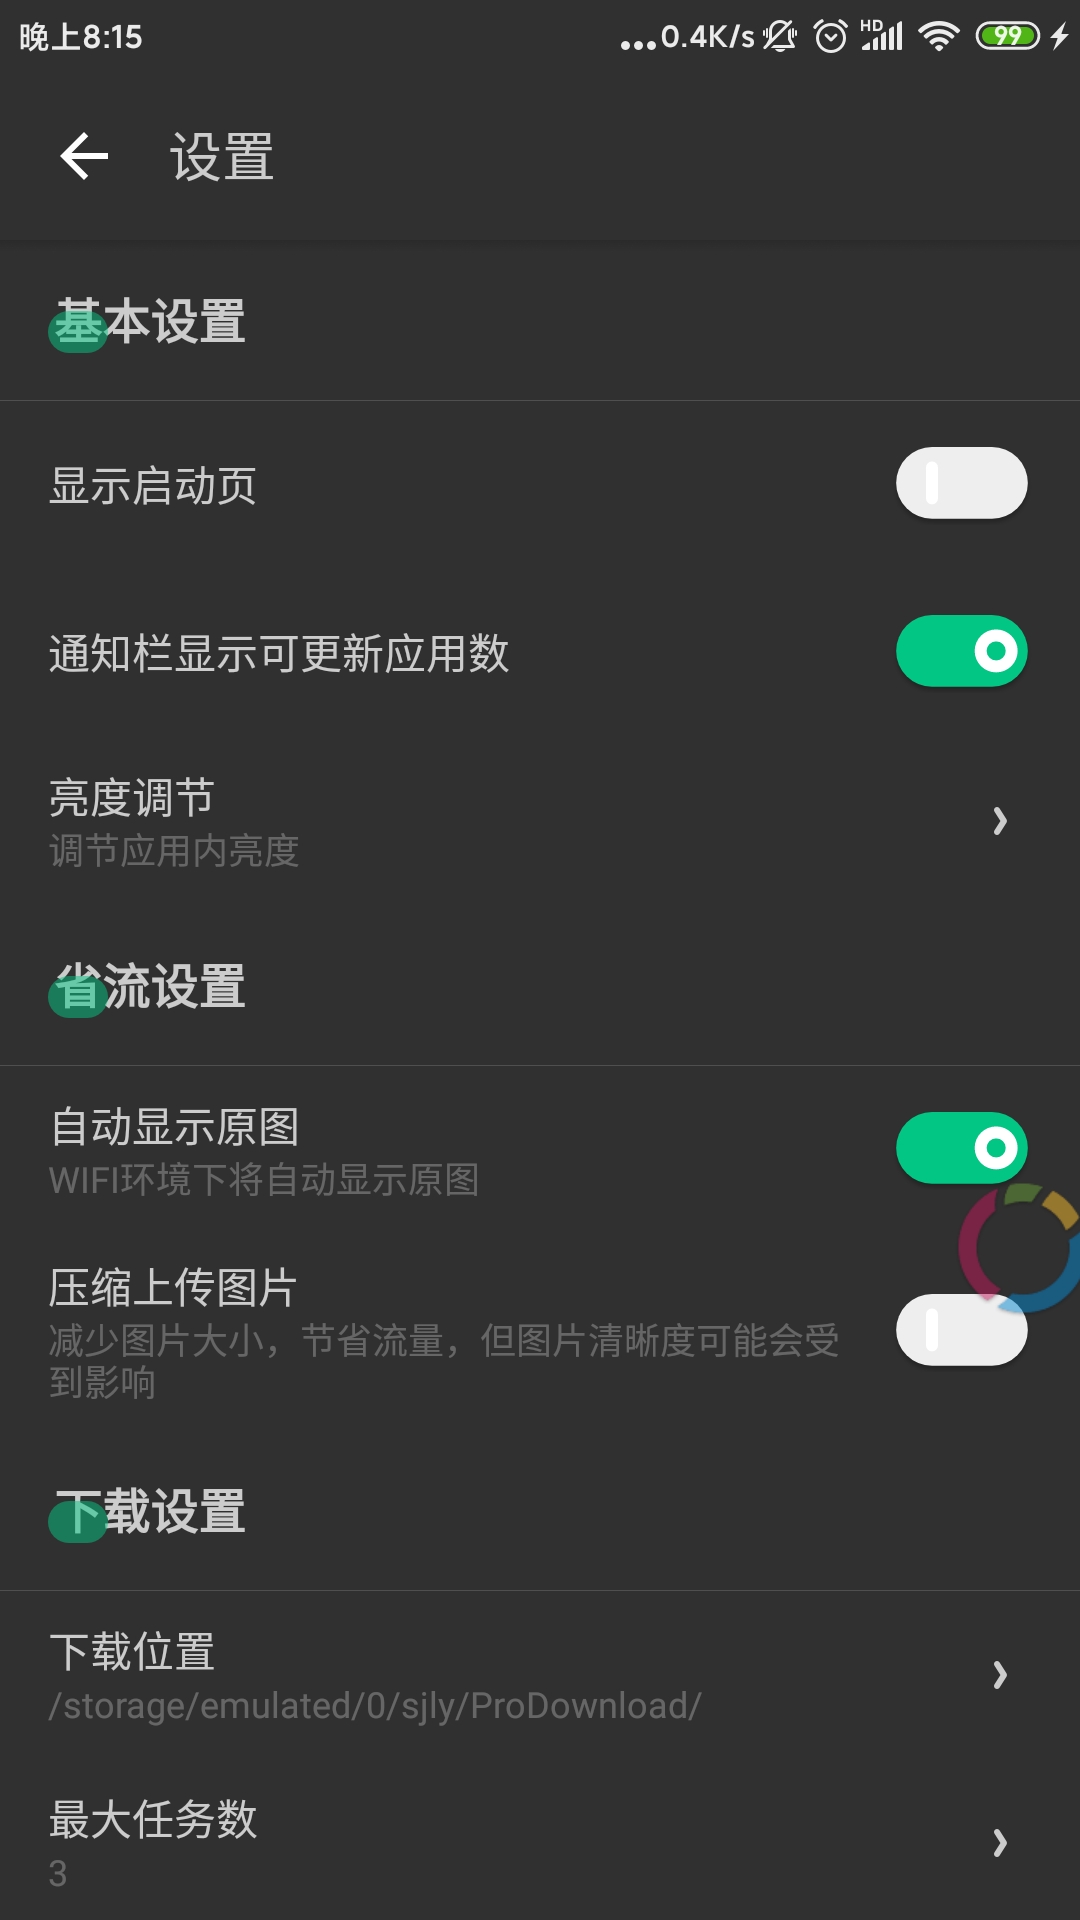 晚上8:15
...0.4K/s
HD
99
设置
基本设置
显示启动页
通知栏显示可更新应用数
亮度调节
调节应用内亮度
省流设置
自动显示原图
WIFI环境下将自动显示原图
压缩上传图片
减少图片大小，节省流量，但图片清晰度可能会受
到影响
下载设置
下载位置
/storage/emulated/0/sjly/ProDownload/
最大任务数
3